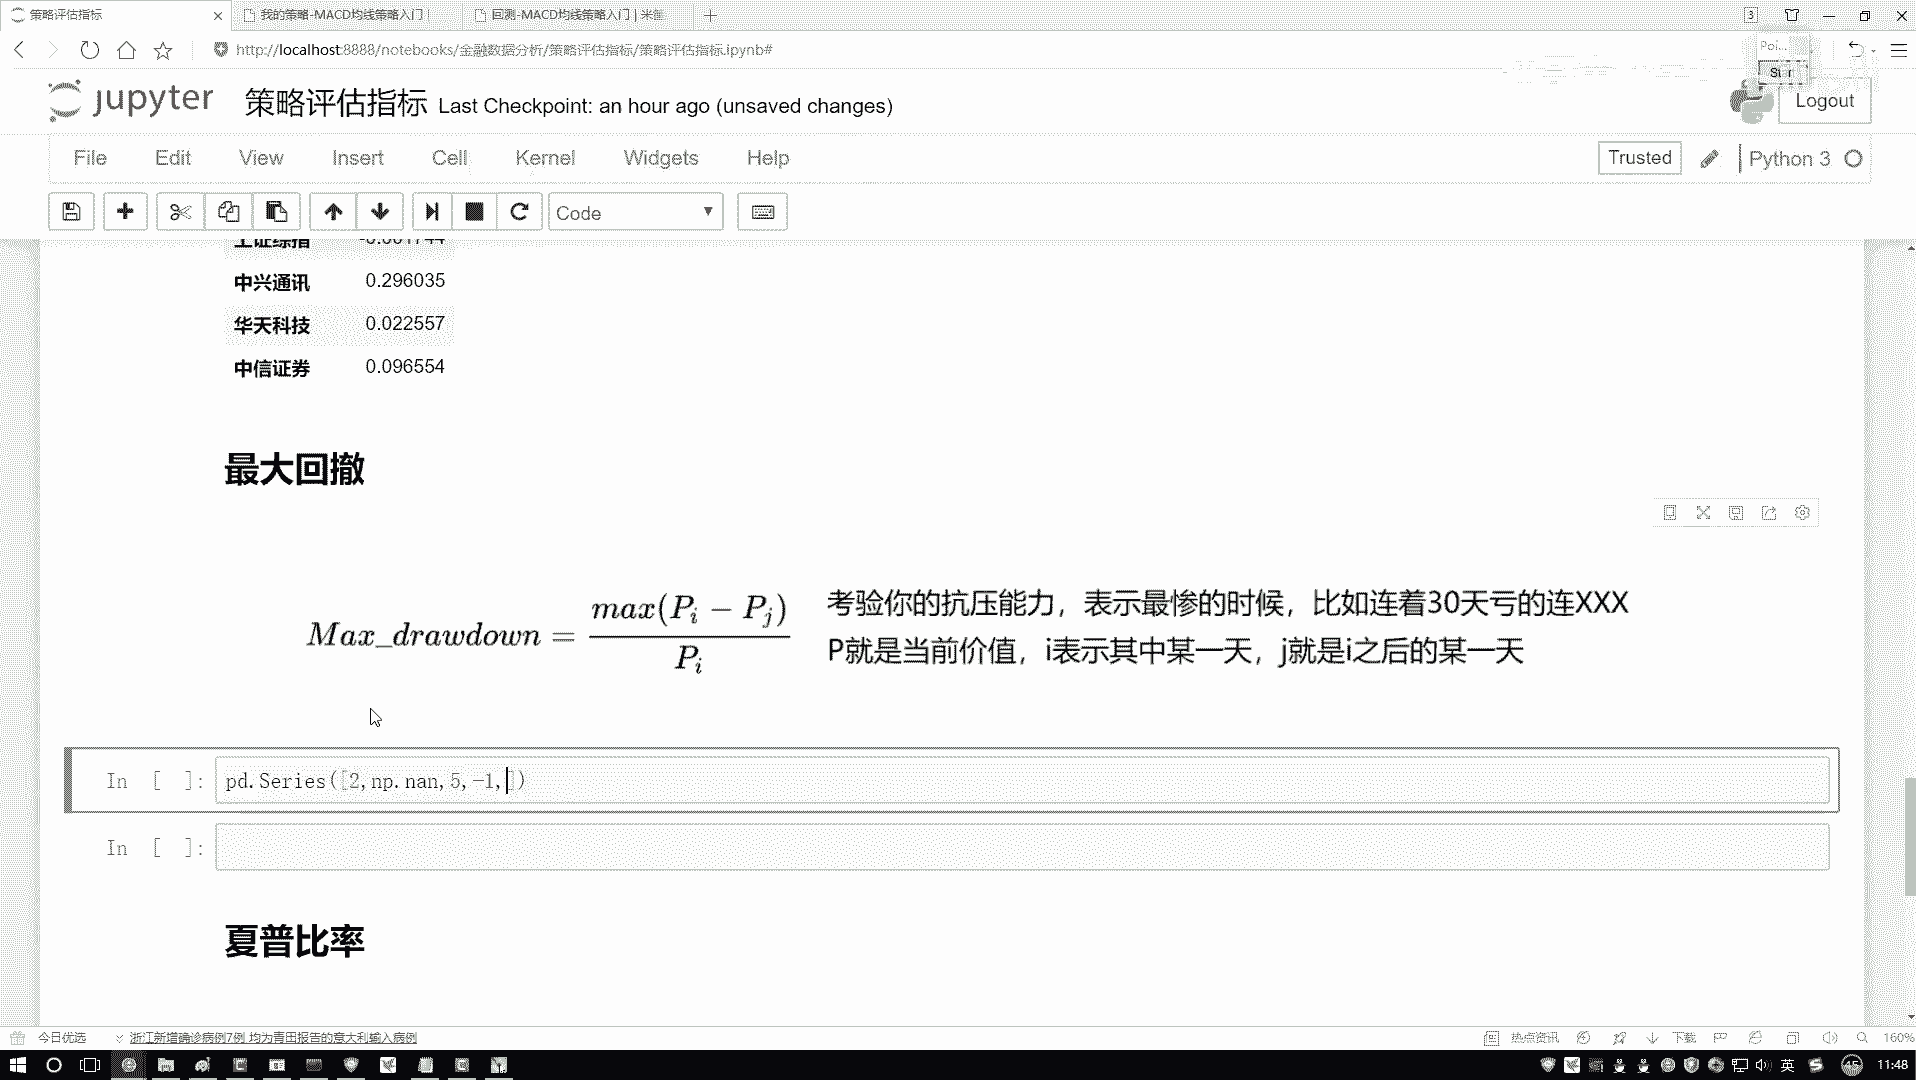 策略评估指标
我的策略-MACD均线策略入门
回测-MACD均线策略入门 | 米筐
3
http://localhost:8888/notebooks/金融数据分析/策略评估指标/策略评估指标.ipynb#
Poi...
jupyter
策略评估指标 Last Checkpoint: an hour ago (unsaved changes)
Logout
File Edit View Insert Cell Kernel Widgets Help
Trusted
Python 3
Code
中兴通讯 0.296035
华天科技 0.022557
中信证券 0.096554
最大回撤
Max_drawdown = max(P_i − P_j) / P_i
考验你的抗压能力，表示最惨的时候，比如连着30天亏的连XXX
P就是当前价值，i表示其中某一天，j就是i之后的某一天
In [ ]: pd.Series([2,np.nan,5,-1,])
In [ ]:
夏普比率
今日优选
浙江新增确诊病例7例 均为青田报告的意大利输入病例
热点资讯
下载
160%
英
45
11:48